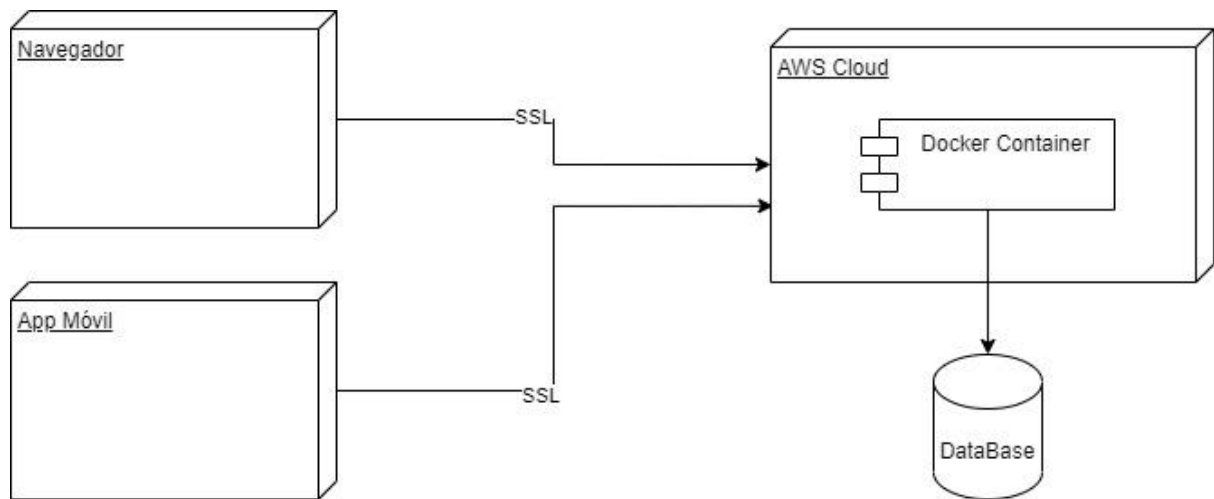 Navegador
AWS Cloud
SSL
Docker Container
App Móvil
SSL
DataBase